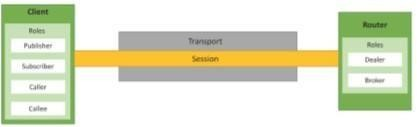 Client
Roles
Publisher
Subscriber
Caller
Callee
Transport
Session
Router
Roles
Dealer
Broker